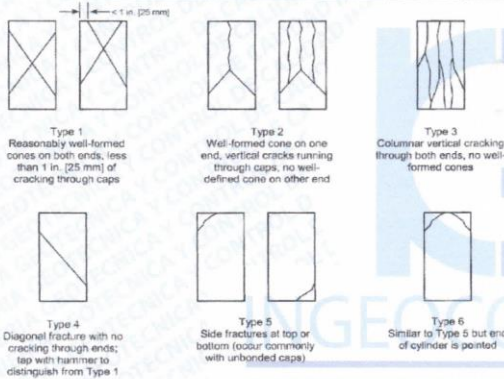 < 1 in. [25 mm]
Type 1
Reasonably well-formed
cones on both ends, less
than 1 in. [25 mm] of
cracking through caps
Type 2
Well-formed cone on one
end, vertical cracks running
through caps, no well-
defined cone on other end
Type 3
Columnar vertical cracking
through both ends, no well-
formed cones
Type 4
Diagonal fracture with no
cracking through ends;
tap with hammer to
distinguish from Type 1
Type 5
Side fractures at top or
bottom (occur commonly
with unbonded caps)
Type 6
Similar to Type 5 but end
of cylinder is pointed
INGEOCO